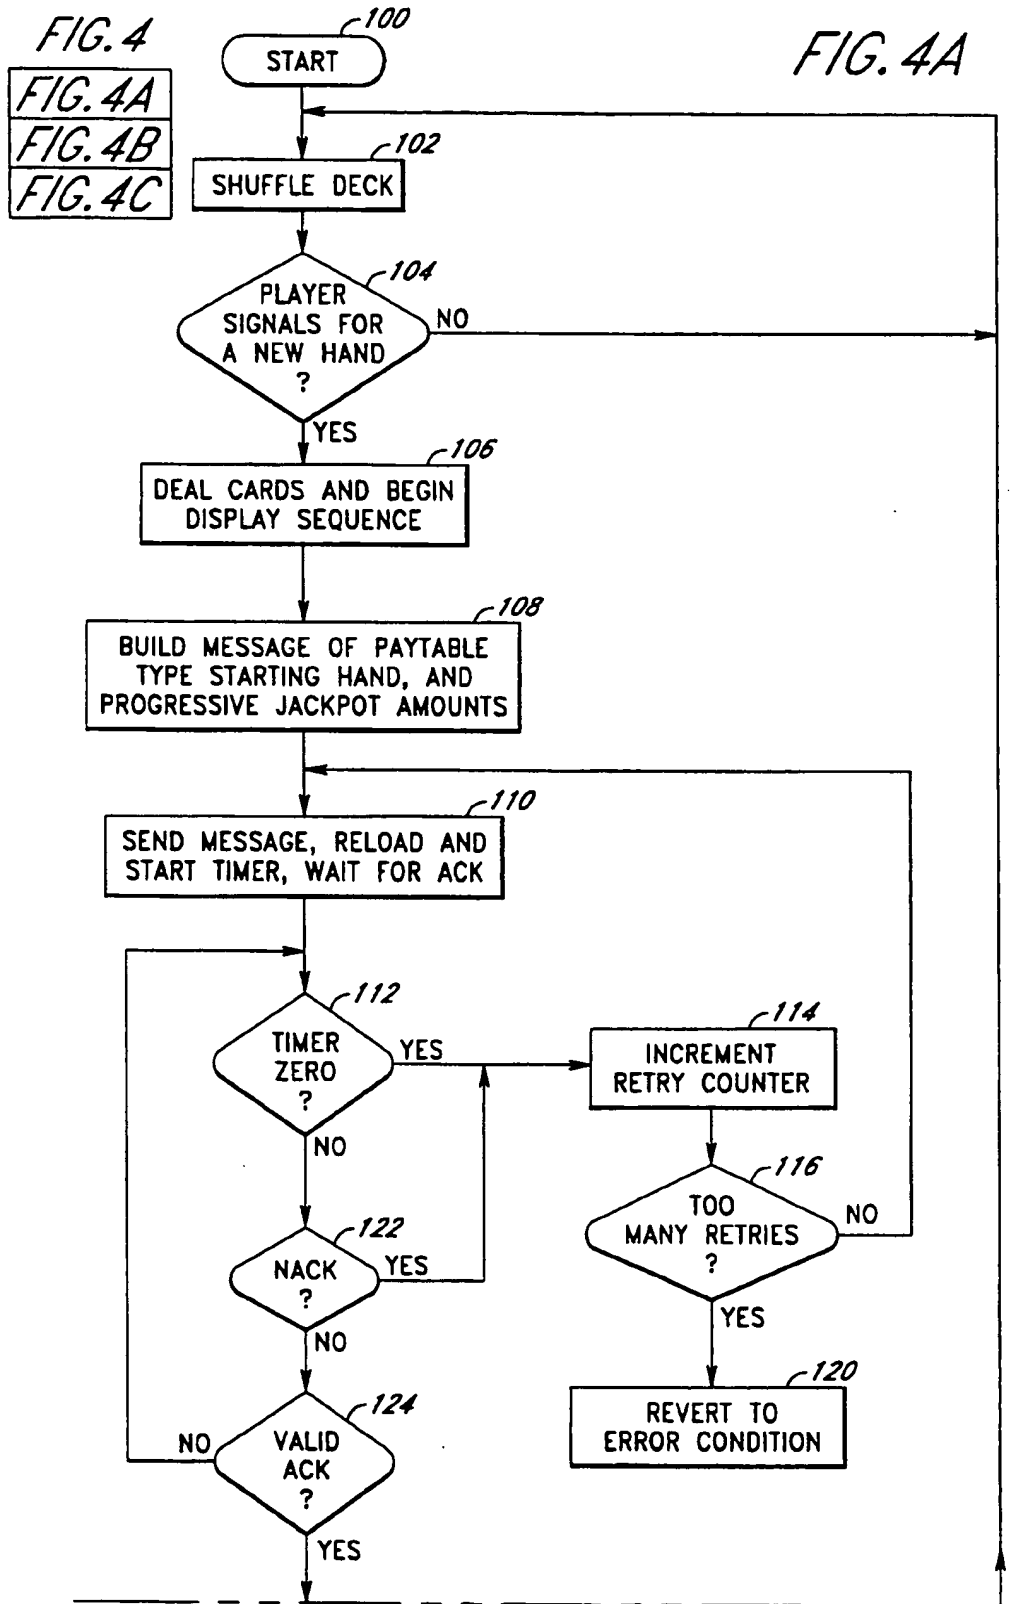 FIG. 4
FIG. 4A
FIG. 4B
FIG. 4C
FIG. 4A
100
START
102
SHUFFLE DECK
104
PLAYER
SIGNALS FOR
A NEW HAND
?
NO
YES
106
DEAL CARDS AND BEGIN
DISPLAY SEQUENCE
108
BUILD MESSAGE OF PAYTABLE
TYPE STARTING HAND, AND
PROGRESSIVE JACKPOT AMOUNTS
110
SEND MESSAGE, RELOAD AND
START TIMER, WAIT FOR ACK
112
TIMER
ZERO
?
YES
NO
114
INCREMENT
RETRY COUNTER
116
TOO
MANY RETRIES
?
NO
YES
120
REVERT TO
ERROR CONDITION
122
NACK
?
YES
NO
124
VALID
ACK
?
NO
YES